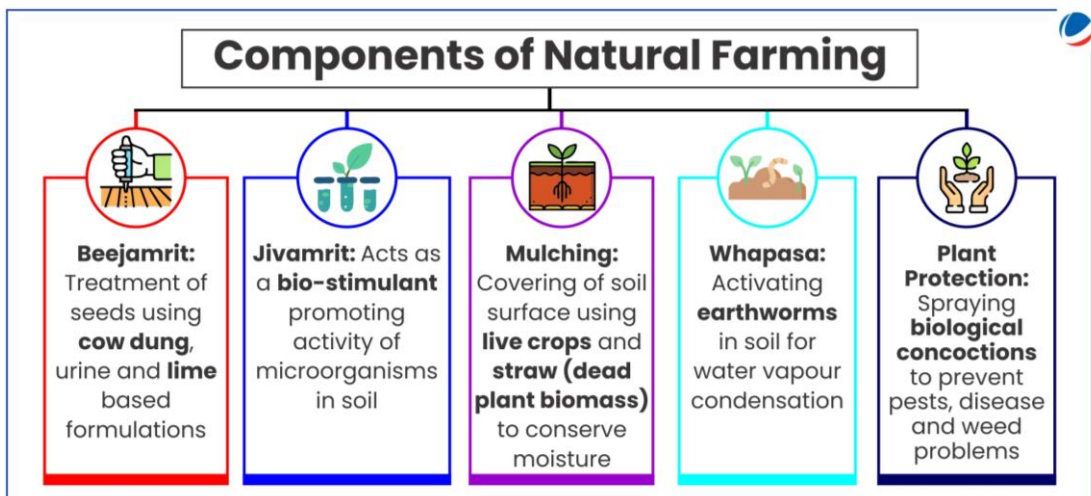 Components of Natural Farming
Beejamrit:
Treatment of
seeds using
cow dung,
urine and lime
based
formulations
Jivamrit: Acts as
a bio-stimulant
promoting
activity of
microorganisms
in soil
Mulching:
Covering of soil
surface using
live crops and
straw (dead
plant biomass)
to conserve
moisture
Whapasa:
Activating
earthworms
in soil for
water vapour
condensation
Plant
Protection:
Spraying
biological
concoctions
to prevent
pests, disease
and weed
problems